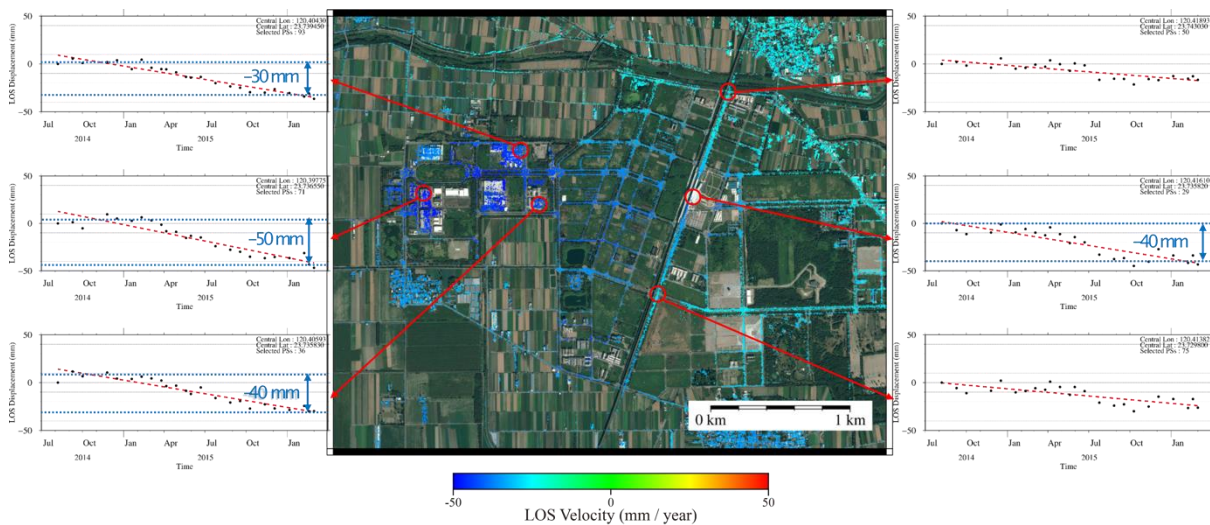 Central Lon : 120.40430
Central Lat : 23.739450
Selected PSs : 93
LOS Displacement (mm)
50
0
−50
−30 mm
Jul Oct Jan Apr Jul Oct Jan
2014 2015
Time
Central Lon : 120.39775
Central Lat : 23.736550
Selected PSs : 71
LOS Displacement (mm)
50
0
−50
−50 mm
Jul Oct Jan Apr Jul Oct Jan
2014 2015
Time
Central Lon : 120.40593
Central Lat : 23.735830
Selected PSs : 36
LOS Displacement (mm)
50
0
−50
−40 mm
Jul Oct Jan Apr Jul Oct Jan
2014 2015
Time
0 km 1 km
Central Lon : 120.41893
Central Lat : 23.743030
Selected PSs : 50
LOS Displacement (mm)
50
0
−50
Jul Oct Jan Apr Jul Oct Jan
2014 2015
Time
Central Lon : 120.41610
Central Lat : 23.735820
Selected PSs : 29
LOS Displacement (mm)
50
0
−50
−40 mm
Jul Oct Jan Apr Jul Oct Jan
2014 2015
Time
Central Lon : 120.41382
Central Lat : 23.729800
Selected PSs : 75
LOS Displacement (mm)
50
0
−50
Jul Oct Jan Apr Jul Oct Jan
2014 2015
Time
-50 0 50
LOS Velocity (mm / year)